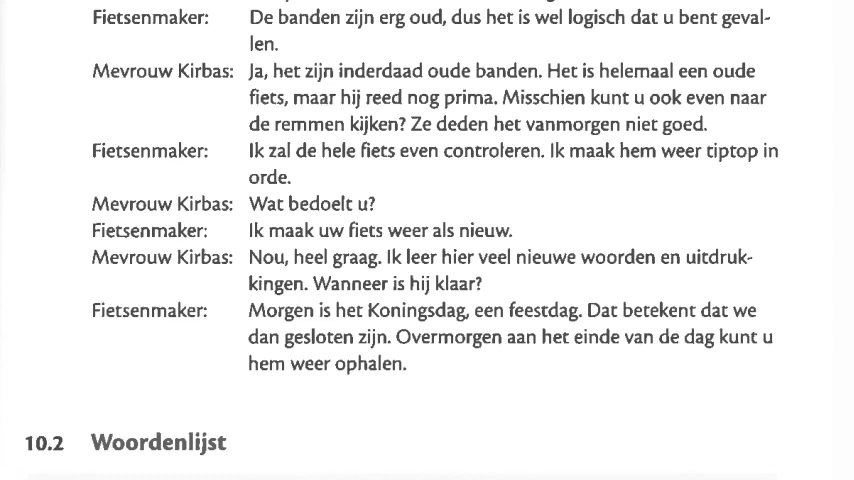 Fietsenmaker: De banden zijn erg oud, dus het is wel logisch dat u bent geval-
len.
Mevrouw Kirbas: Ja, het zijn inderdaad oude banden. Het is helemaal een oude
fiets, maar hij reed nog prima. Misschien kunt u ook even naar
de remmen kijken? Ze deden het vanmorgen niet goed.
Fietsenmaker: Ik zal de hele fiets even controleren. Ik maak hem weer tiptop in
orde.
Mevrouw Kirbas: Wat bedoelt u?
Fietsenmaker: Ik maak uw fiets weer als nieuw.
Mevrouw Kirbas: Nou, heel graag. Ik leer hier veel nieuwe woorden en uitdruk-
kingen. Wanneer is hij klaar?
Fietsenmaker: Morgen is het Koningsdag, een feestdag. Dat betekent dat we
dan gesloten zijn. Overmorgen aan het einde van de dag kunt u
hem weer ophalen.
10.2 Woordenlijst